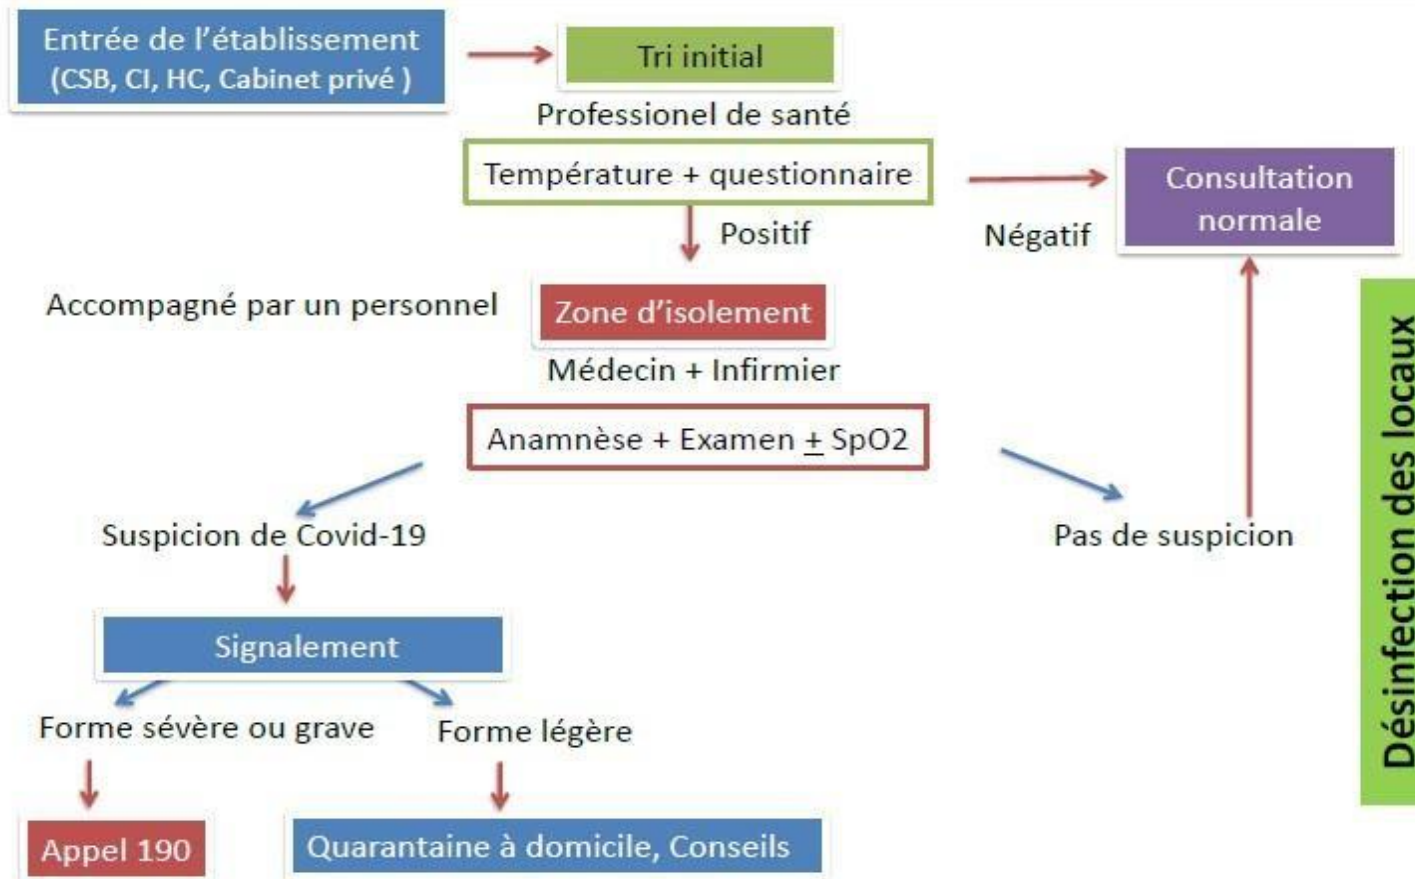 Entrée de l’établissement
(CSB, CI, HC, Cabinet privé )
Tri initial
Professionel de santé
Température + questionnaire
Consultation
normale
Positif
Négatif
Accompagné par un personnel
Zone d’isolement
Médecin + Infirmier
Anamnèse + Examen ± SpO2
Suspicion de Covid-19
Pas de suspicion
Signalement
Forme sévère ou grave
Forme légère
Appel 190
Quarantaine à domicile, Conseils
Désinfection des locaux